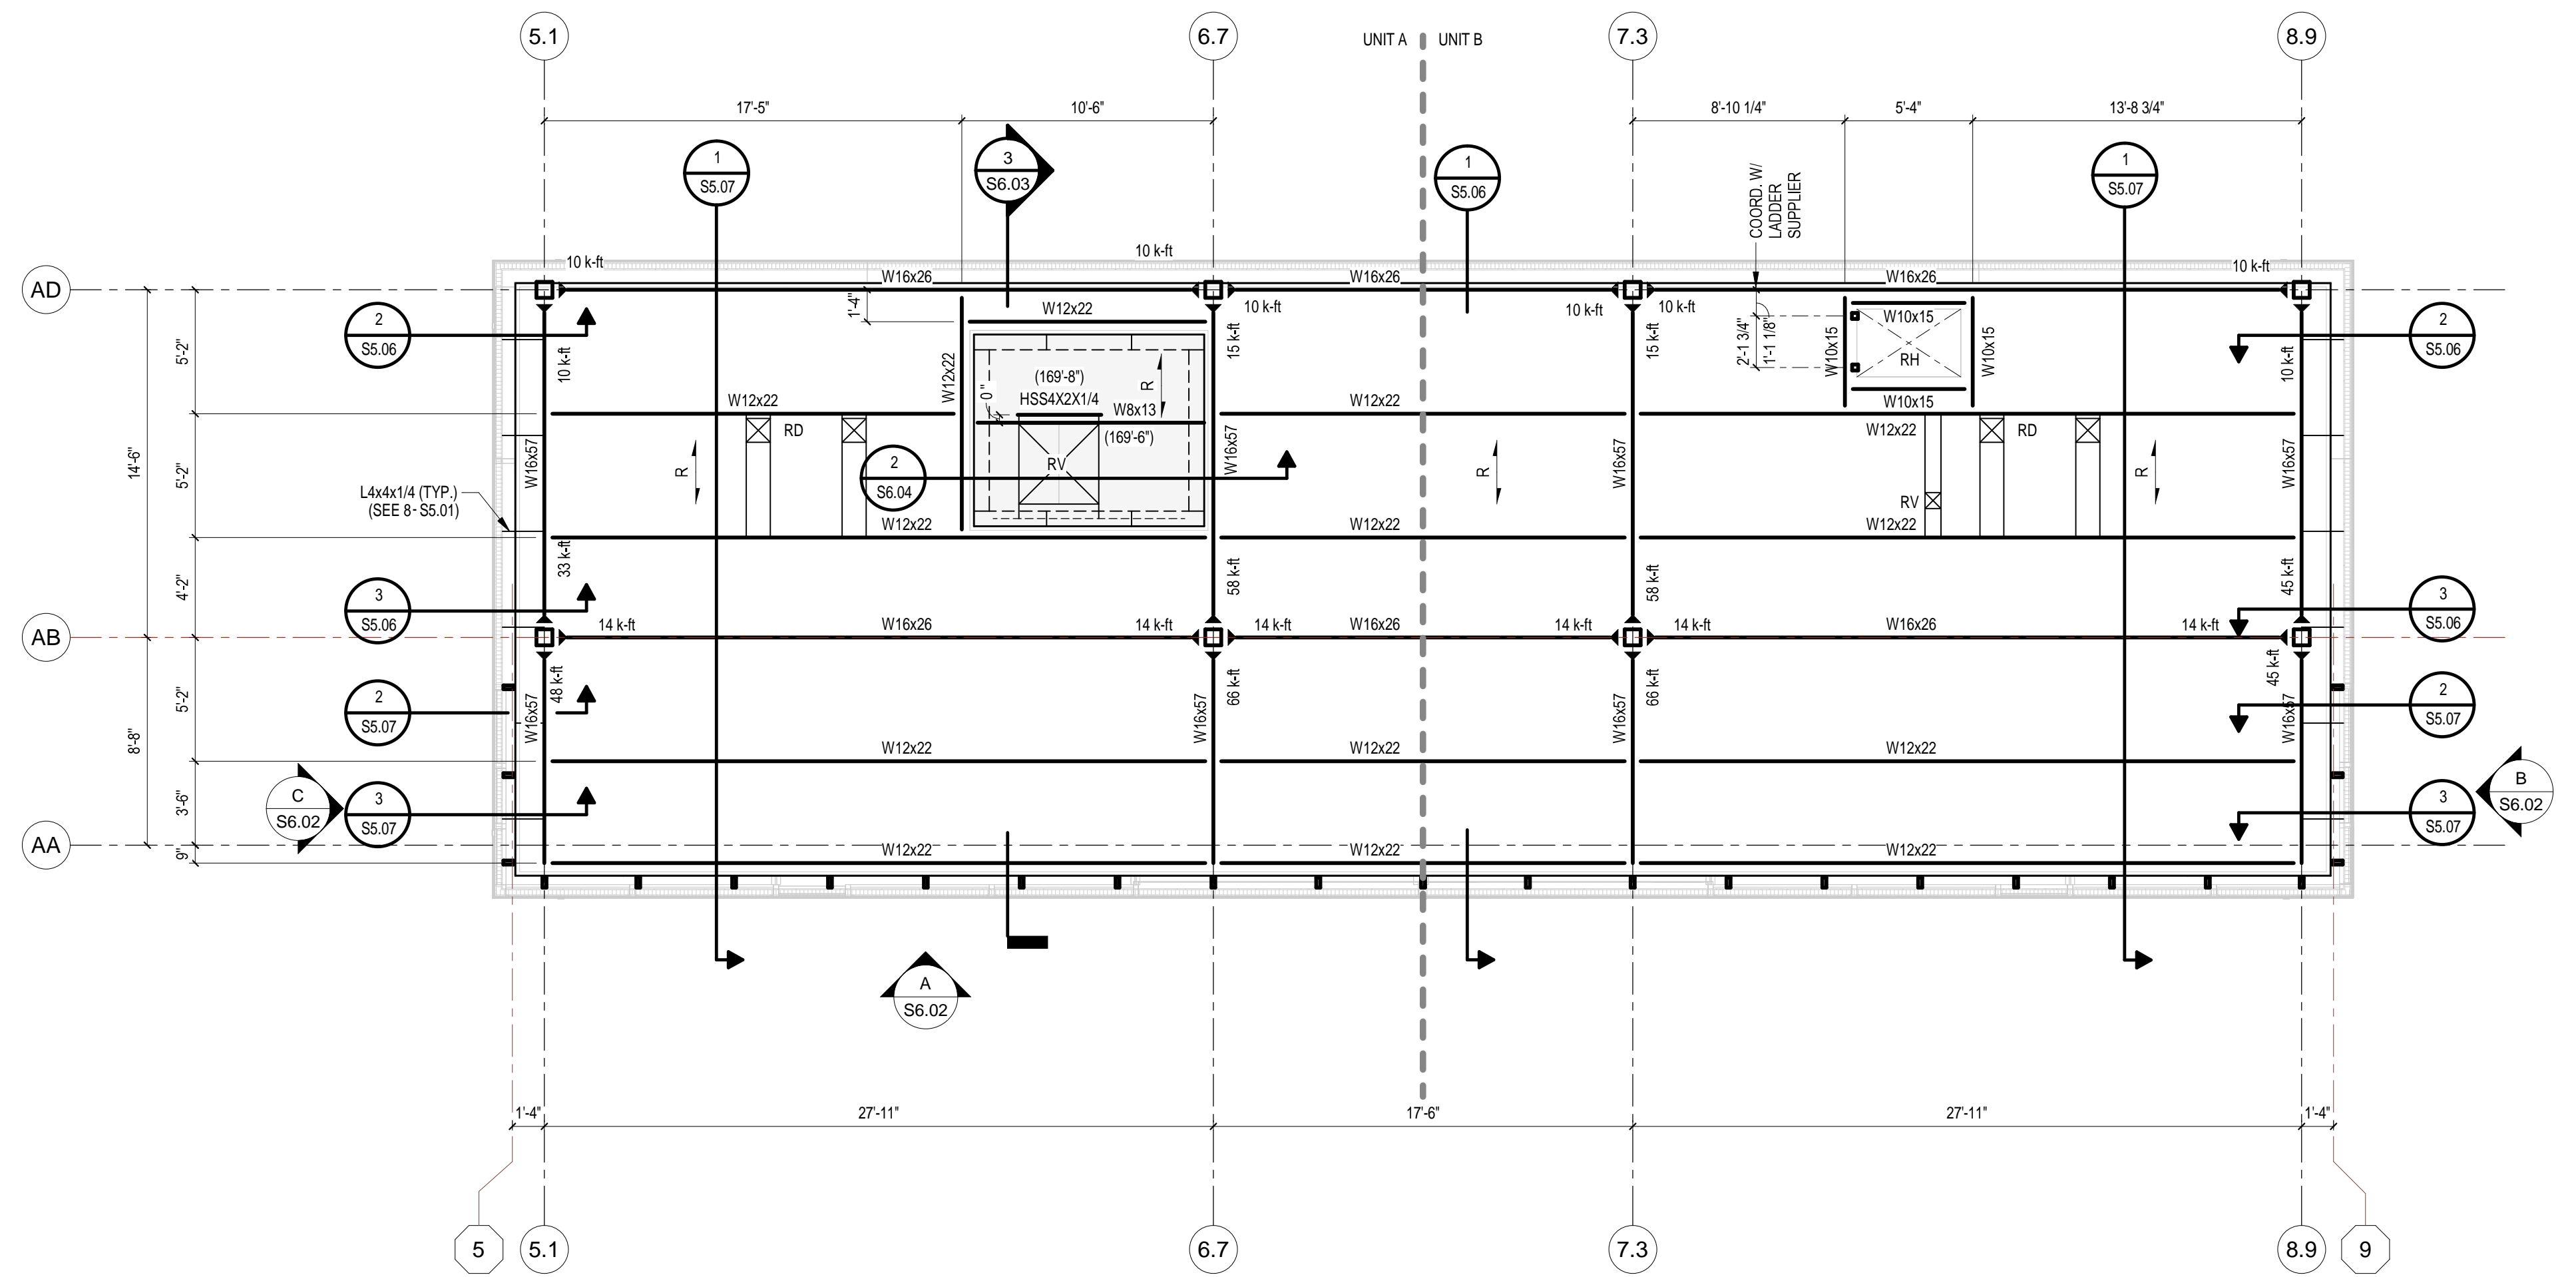 5.1
6.7
7.3
8.9
UNIT A
UNIT B
17'-5"
10'-6"
8'-10 1/4"
5'-4"
13'-8 3/4"
1
S5.07
3
S6.03
1
S5.06
COORD. W/
LADDER
SUPPLIER
1
S5.07
10 k-ft
10 k-ft
10 k-ft
AD
W16x26
W16x26
W16x26
1'-4"
W12x22
10 k-ft
10 k-ft
10 k-ft
2
S5.06
10 k-ft
15 k-ft
15 k-ft
2'-1 3/4"
1'-1 1/8"
W10x15
W10x15
RH
W10x15
W10x15
10 k-ft
2
S5.06
5'-2"
W12x22
W12x22
(169'-8")
HSS4X2X1/4
R
0"
W8x13
(169'-6")
W12x22
14'-6"
5'-2"
W16x57
R
RD
2
S6.04
RV
W16x57
R
W16x57
W12x22
RD
R
W16x57
L4x4x1/4 (TYP.)
(SEE 8- S5.01)
RV
W12x22
W12x22
W12x22
33 k-ft
58 k-ft
58 k-ft
45 k-ft
4'-2"
3
S5.06
3
S5.06
AB
14 k-ft
W16x26
14 k-ft
14 k-ft
W16x26
14 k-ft
14 k-ft
W16x26
14 k-ft
48 k-ft
66 k-ft
66 k-ft
45 k-ft
5'-2"
2
S5.07
W16x57
W16x57
W16x57
W16x57
2
S5.07
8'-8"
W12x22
W12x22
W12x22
C
S6.02
3
S5.07
3'-6"
3
S5.07
B
S6.02
AA
9"
W12x22
W12x22
W12x22
A
S6.02
1'-4"
27'-11"
17'-6"
27'-11"
1'-4"
5
5.1
6.7
7.3
8.9
9